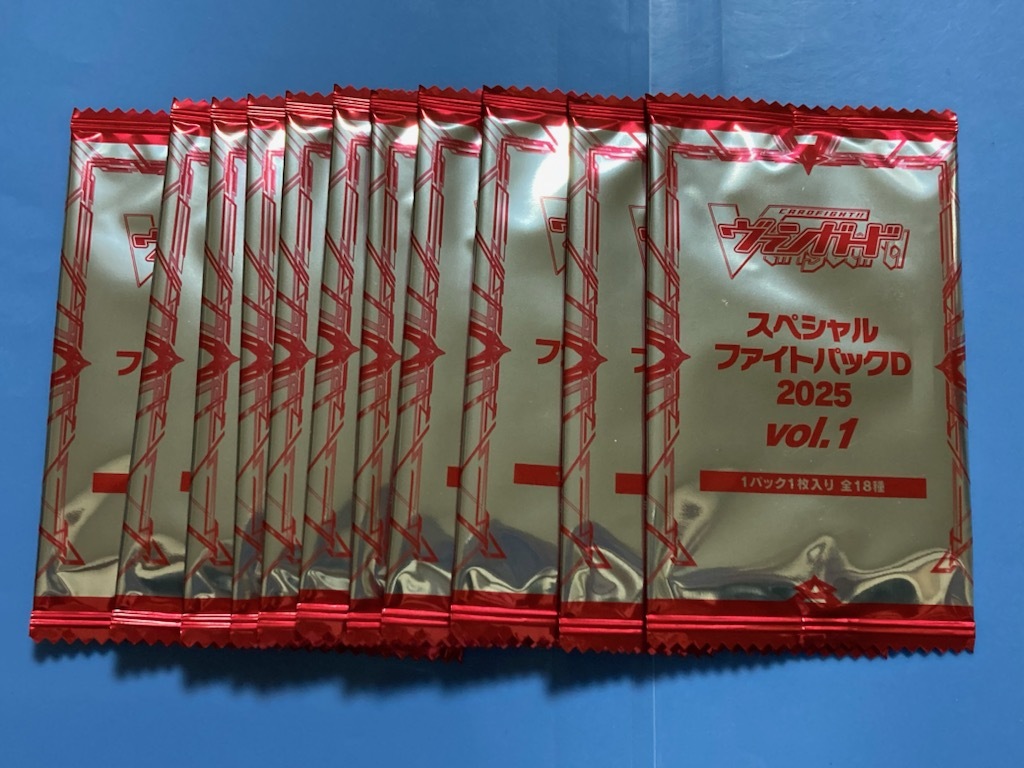 CARDFIGHT!!
ヴァンガード
スペシャル
ファイトパックD
2025
vol.1
1パック1枚入り 全18種